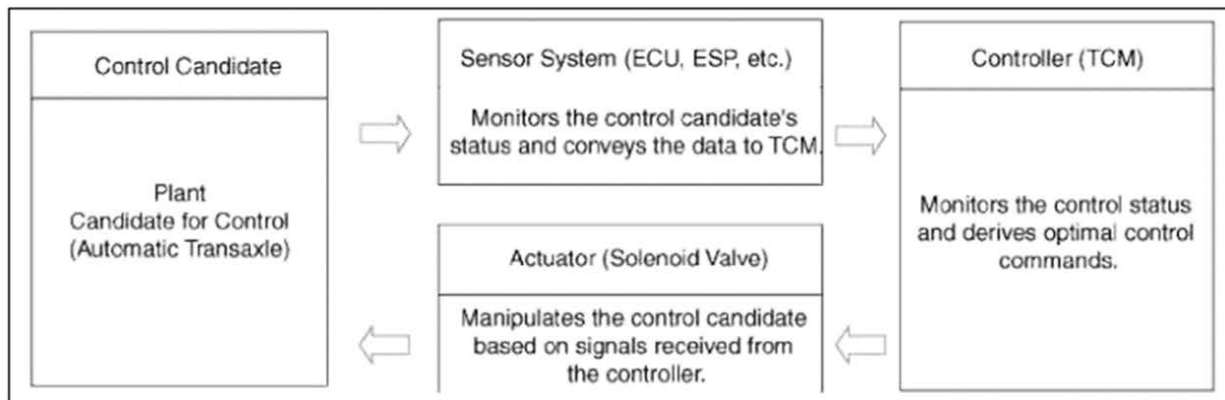 Control Candidate
Plant
Candidate for Control
(Automatic Transaxle)
Sensor System (ECU, ESP, etc.)
Monitors the control candidate's
status and conveys the data to TCM.
Actuator (Solenoid Valve)
Manipulates the control candidate
based on signals received from
the controller.
Controller (TCM)
Monitors the control status
and derives optimal control
commands.